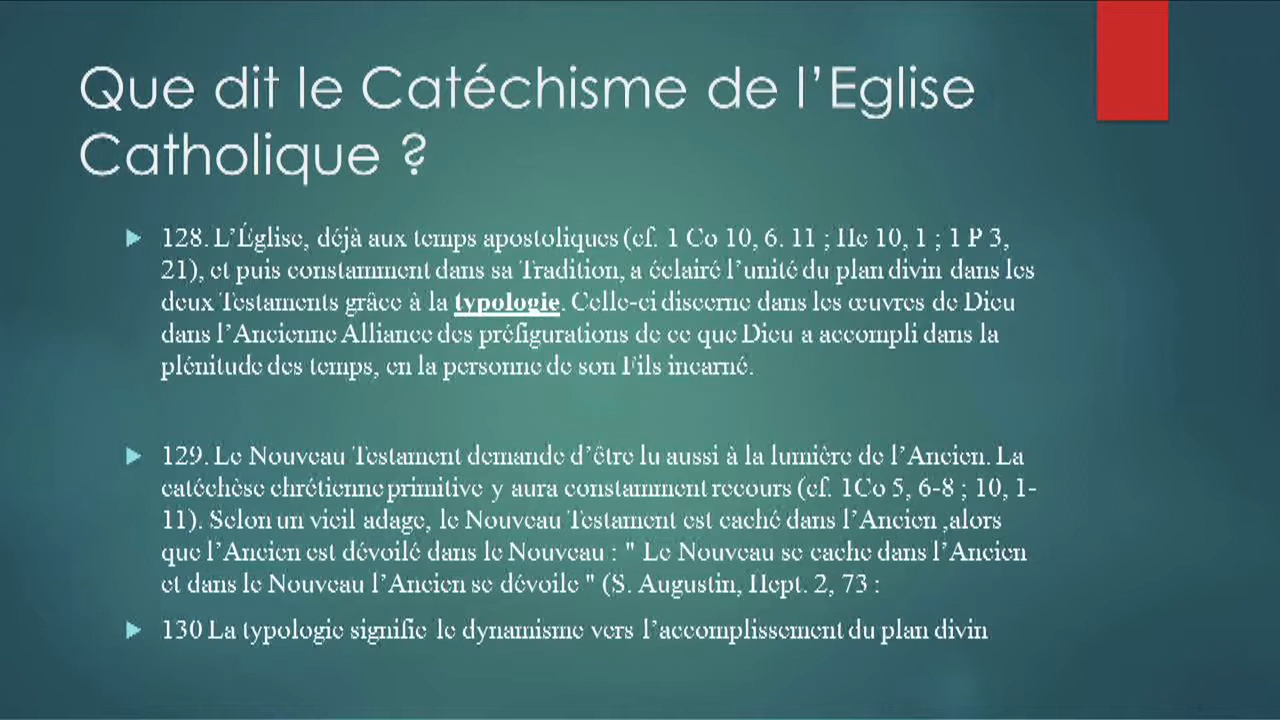 Que dit le Catéchisme de l’Eglise
Catholique ?
128. L’Église, déjà aux temps apostoliques (cf. 1 Co 10, 6. 11 ; He 10, 1 ; 1 P 3,
21), et puis constamment dans sa Tradition, a éclairé l’unité du plan divin dans les
deux Testaments grâce à la typologie. Celle-ci discerne dans les œuvres de Dieu
dans l’Ancienne Alliance des préfigurations de ce que Dieu a accompli dans la
plénitude des temps, en la personne de son Fils incarné.
129. Le Nouveau Testament demande d’être lu aussi à la lumière de l’Ancien. La
catéchèse chrétienne primitive y aura constamment recours (cf. 1Co 5, 6-8 ; 10, 1-
11). Selon un vieil adage, le Nouveau Testament est caché dans l’Ancien ,alors
que l’Ancien est dévoilé dans le Nouveau : " Le Nouveau se cache dans l’Ancien
et dans le Nouveau l’Ancien se dévoile " (S. Augustin, Hept. 2, 73 :
130 La typologie signifie le dynamisme vers l’accomplissement du plan divin